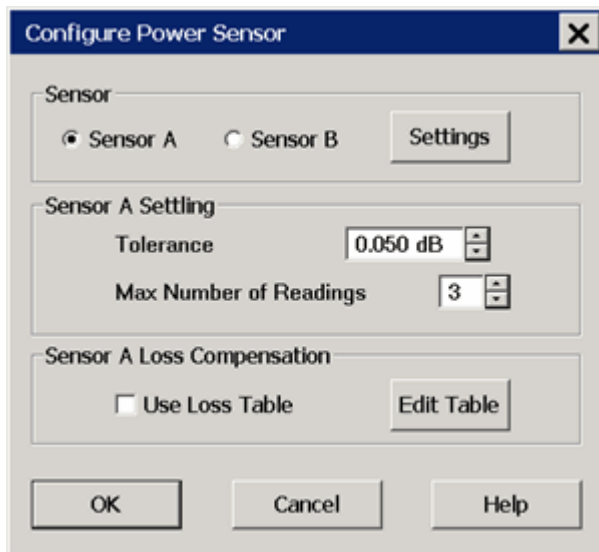 Configure Power Sensor
Sensor
Sensor A Sensor B Settings
Sensor A Settling
Tolerance 0.050 dB
Max Number of Readings 3
Sensor A Loss Compensation
Use Loss Table Edit Table
OK Cancel Help